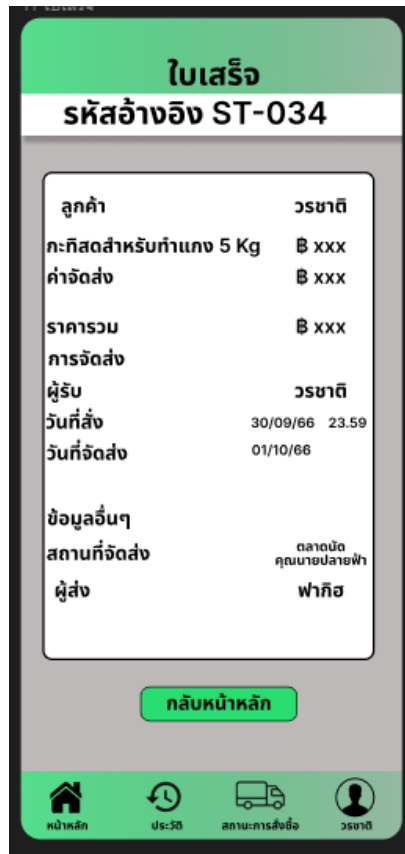 ใบเสร็จ
รหัสอ้างอิง ST-034
ลูกค้า วรชาติ
กะทิสดสำหรับทำแกง 5 Kg ฿ xxx
ค่าจัดส่ง ฿ xxx
ราคารวม ฿ xxx
การจัดส่ง
ผู้รับ วรชาติ
วันที่สั่ง 30/09/66 23.59
วันที่จัดส่ง 01/10/66
ข้อมูลอื่นๆ
สถานที่จัดส่ง ตลาดนัด
คุณนายปลายฟ้า
ผู้ส่ง ฟากิฮ
กลับหน้าหลัก
หน้าหลัก ประวัติ สถานะการสั่งซื้อ วรชาติ